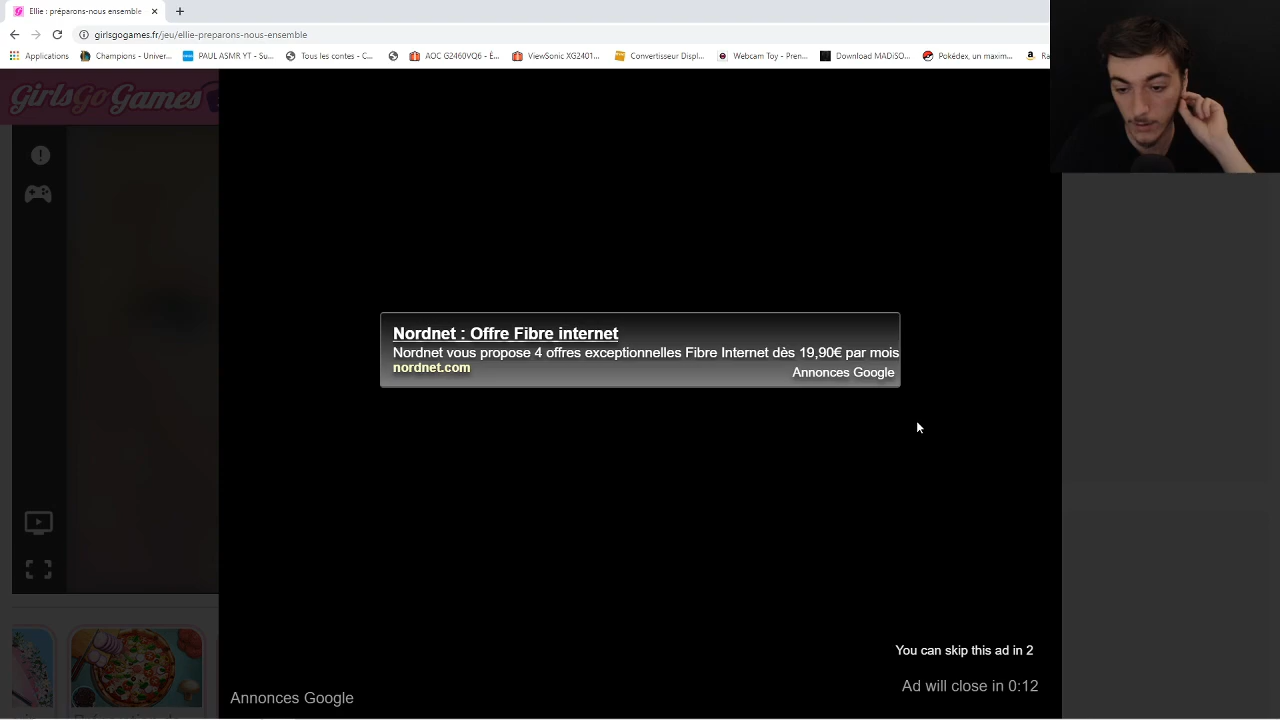 Ellie : préparons-nous ensemble
girlsgogames.fr/jeu/ellie-preparons-nous-ensemble
Applications
Champions - Univer...
PAUL ASMR YT - Su...
Tous les contes - C...
AOC G2460VQ6 - É...
ViewSonic XG2401...
Convertisseur Displ...
Webcam Toy - Pren...
Download MADISO...
Pokédex, un maxim...
GirlsGoGames
Nordnet : Offre Fibre internet
Nordnet vous propose 4 offres exceptionnelles Fibre Internet dès 19,90€ par mois
nordnet.com
Annonces Google
You can skip this ad in 2
Ad will close in 0:12
Annonces Google